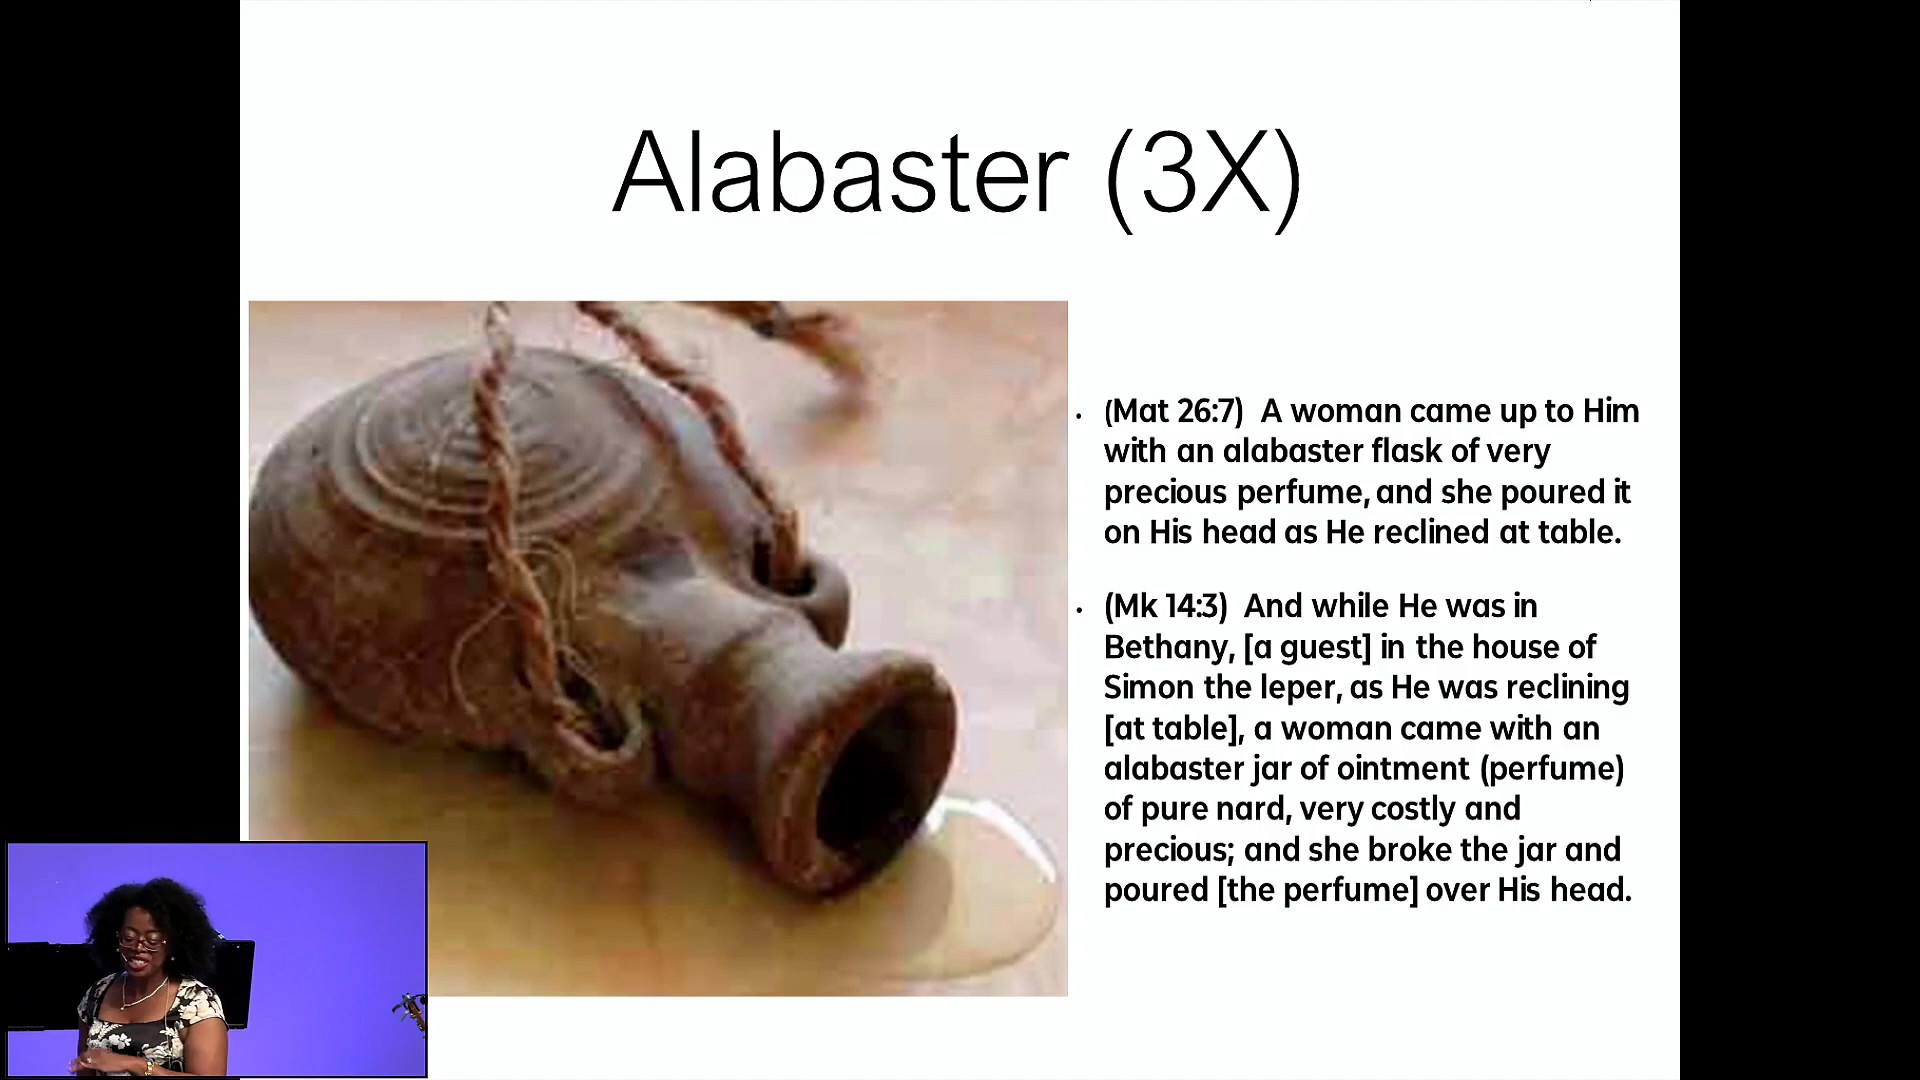 Alabaster (3X)
• (Mat 26:7) A woman came up to Him
with an alabaster flask of very
precious perfume, and she poured it
on His head as He reclined at table.
• (Mk 14:3) And while He was in
Bethany, [a guest] in the house of
Simon the leper, as He was reclining
[at table], a woman came with an
alabaster jar of ointment (perfume)
of pure nard, very costly and
precious; and she broke the jar and
poured [the perfume] over His head.